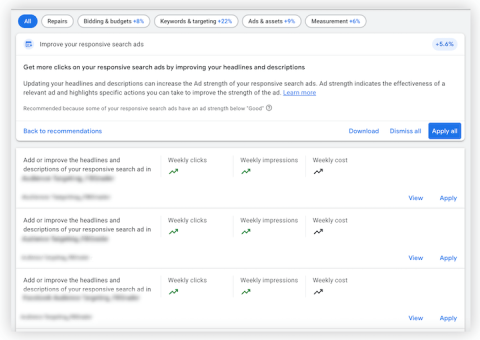 All Repairs Bidding & budgets +8% Keywords & targeting +22% Ads & assets +9% Measurement +6%
Improve your responsive search ads +5.6%
Get more clicks on your responsive search ads by improving your headlines and descriptions
Updating your headlines and descriptions can increase the Ad strength of your responsive search ads. Ad strength indicates the effectiveness of a
relevant ad and highlights specific actions you can take to improve the strength of the ad. Learn more
Recommended because some of your responsive search ads have an ad strength below "Good"
Back to recommendations Download Dismiss all Apply all
Add or improve the headlines and Weekly clicks Weekly impressions Weekly cost
descriptions of your responsive search ad in
View Apply
Add or improve the headlines and Weekly clicks Weekly impressions Weekly cost
descriptions of your responsive search ad in
View Apply
Add or improve the headlines and Weekly clicks Weekly impressions Weekly cost
descriptions of your responsive search ad in
View Apply